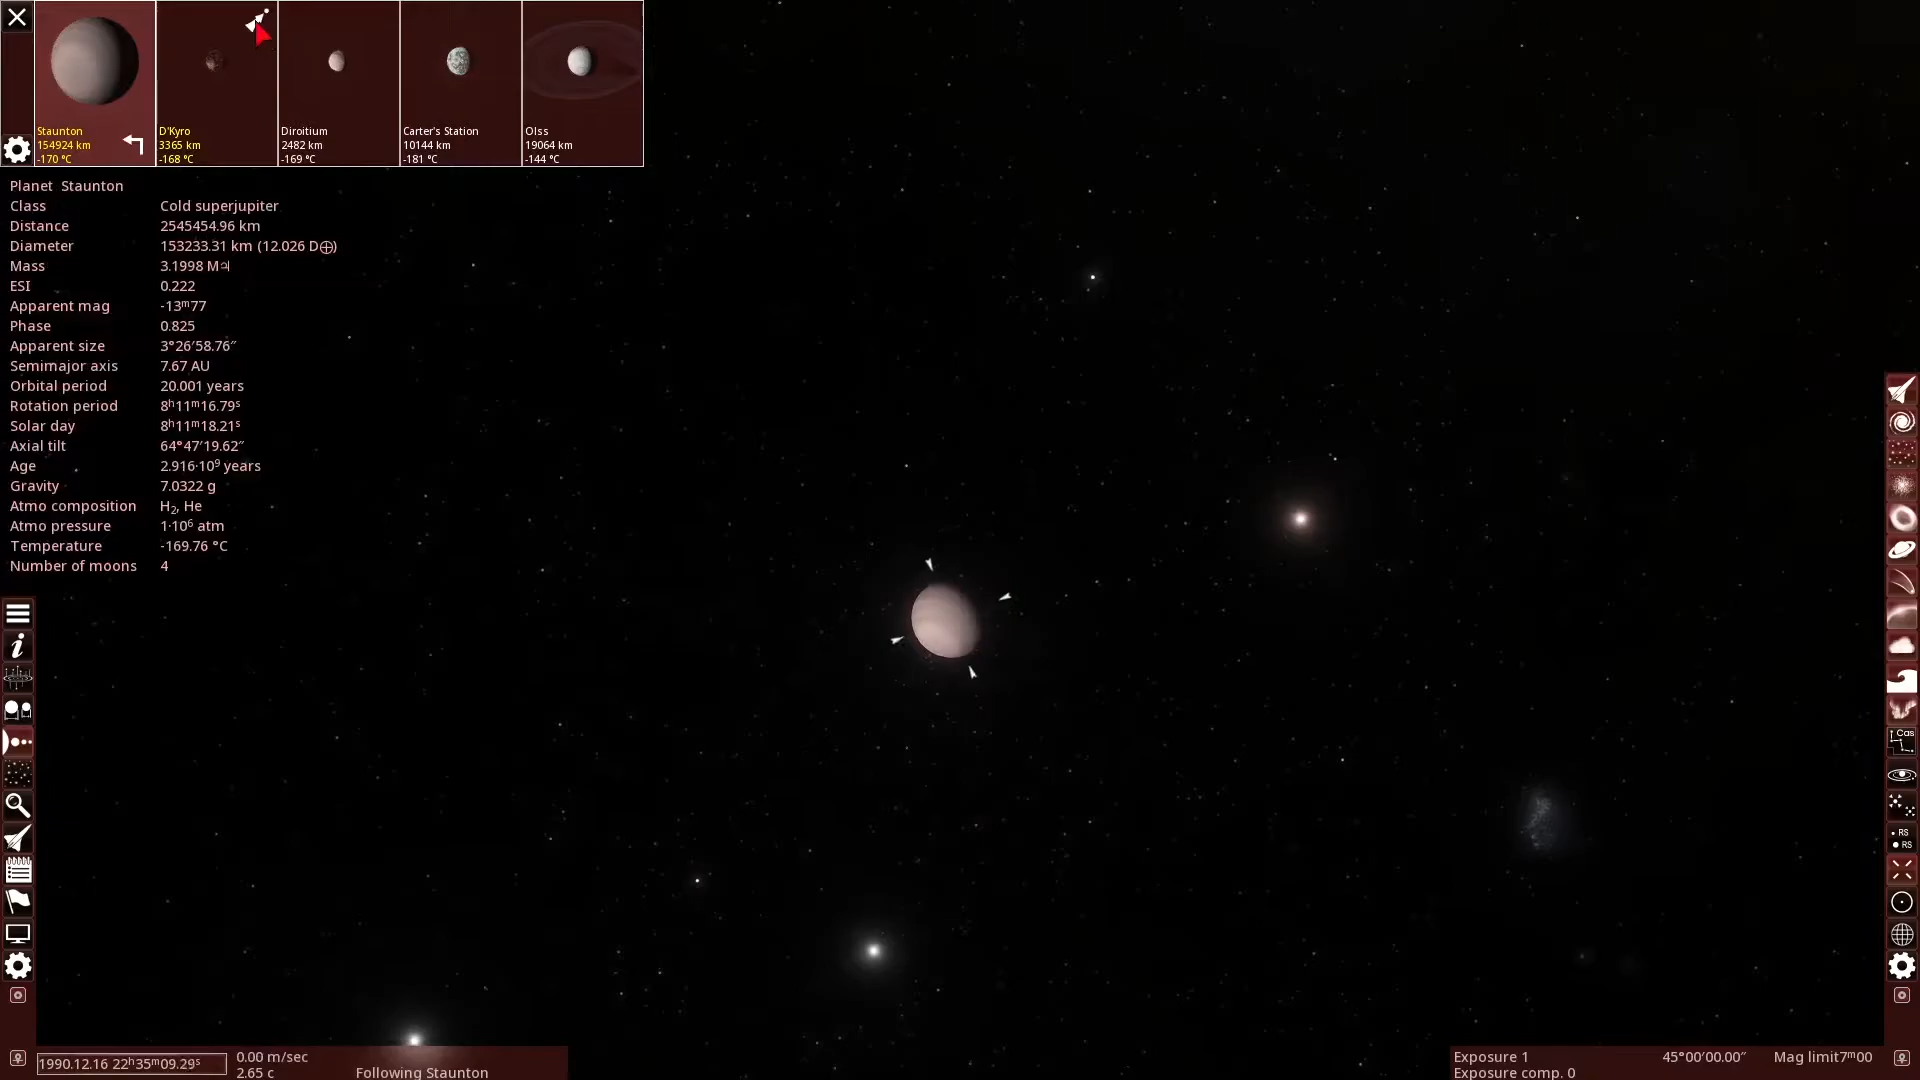 Staunton
154924 km
-170 °C
D'Kyro
3365 km
-168 °C
Diroitium
2482 km
-169 °C
Carter's Station
10144 km
-181 °C
Olss
19064 km
-144 °C
Planet Staunton
Class Cold superjupiter
Distance 2545454.96 km
Diameter 153233.31 km (12.026 D⊕)
Mass 3.1998 M♃
ESI 0.222
Apparent mag -13ᵐ77
Phase 0.825
Apparent size 3°26′58.76″
Semimajor axis 7.67 AU
Orbital period 20.001 years
Rotation period 8ʰ11ᵐ16.79ˢ
Solar day 8ʰ11ᵐ18.21ˢ
Axial tilt 64°47′19.62″
Age 2.916·10⁹ years
Gravity 7.0322 g
Atmo composition H₂, He
Atmo pressure 1·10⁶ atm
Temperature -169.76 °C
Number of moons 4
Cas
RS
RS
1990.12.16 22ʰ35ᵐ09.29ˢ
0.00 m/sec
2.65 c
Following Staunton
Exposure 1
Exposure comp. 0
45°00′00.00″
Mag limit7ᵐ00